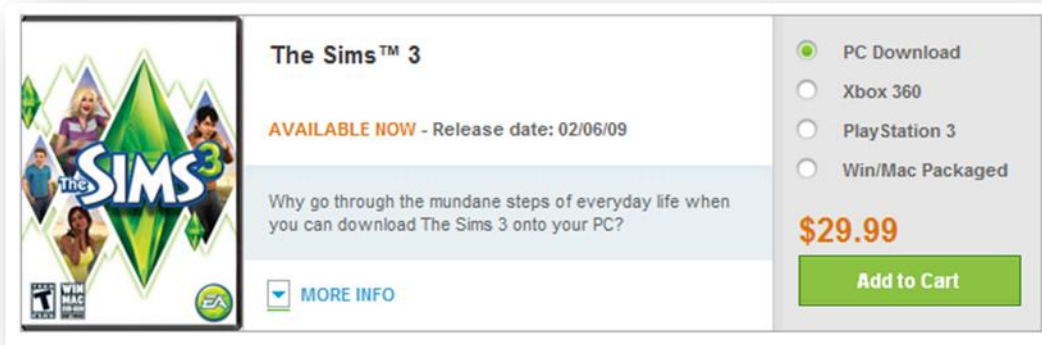 The Sims™ 3
AVAILABLE NOW - Release date: 02/06/09
Why go through the mundane steps of everyday life when
you can download The Sims 3 onto your PC?
MORE INFO
The SIMS 3
T
WIN
MAC
EA
PC Download
Xbox 360
PlayStation 3
Win/Mac Packaged
$29.99
Add to Cart